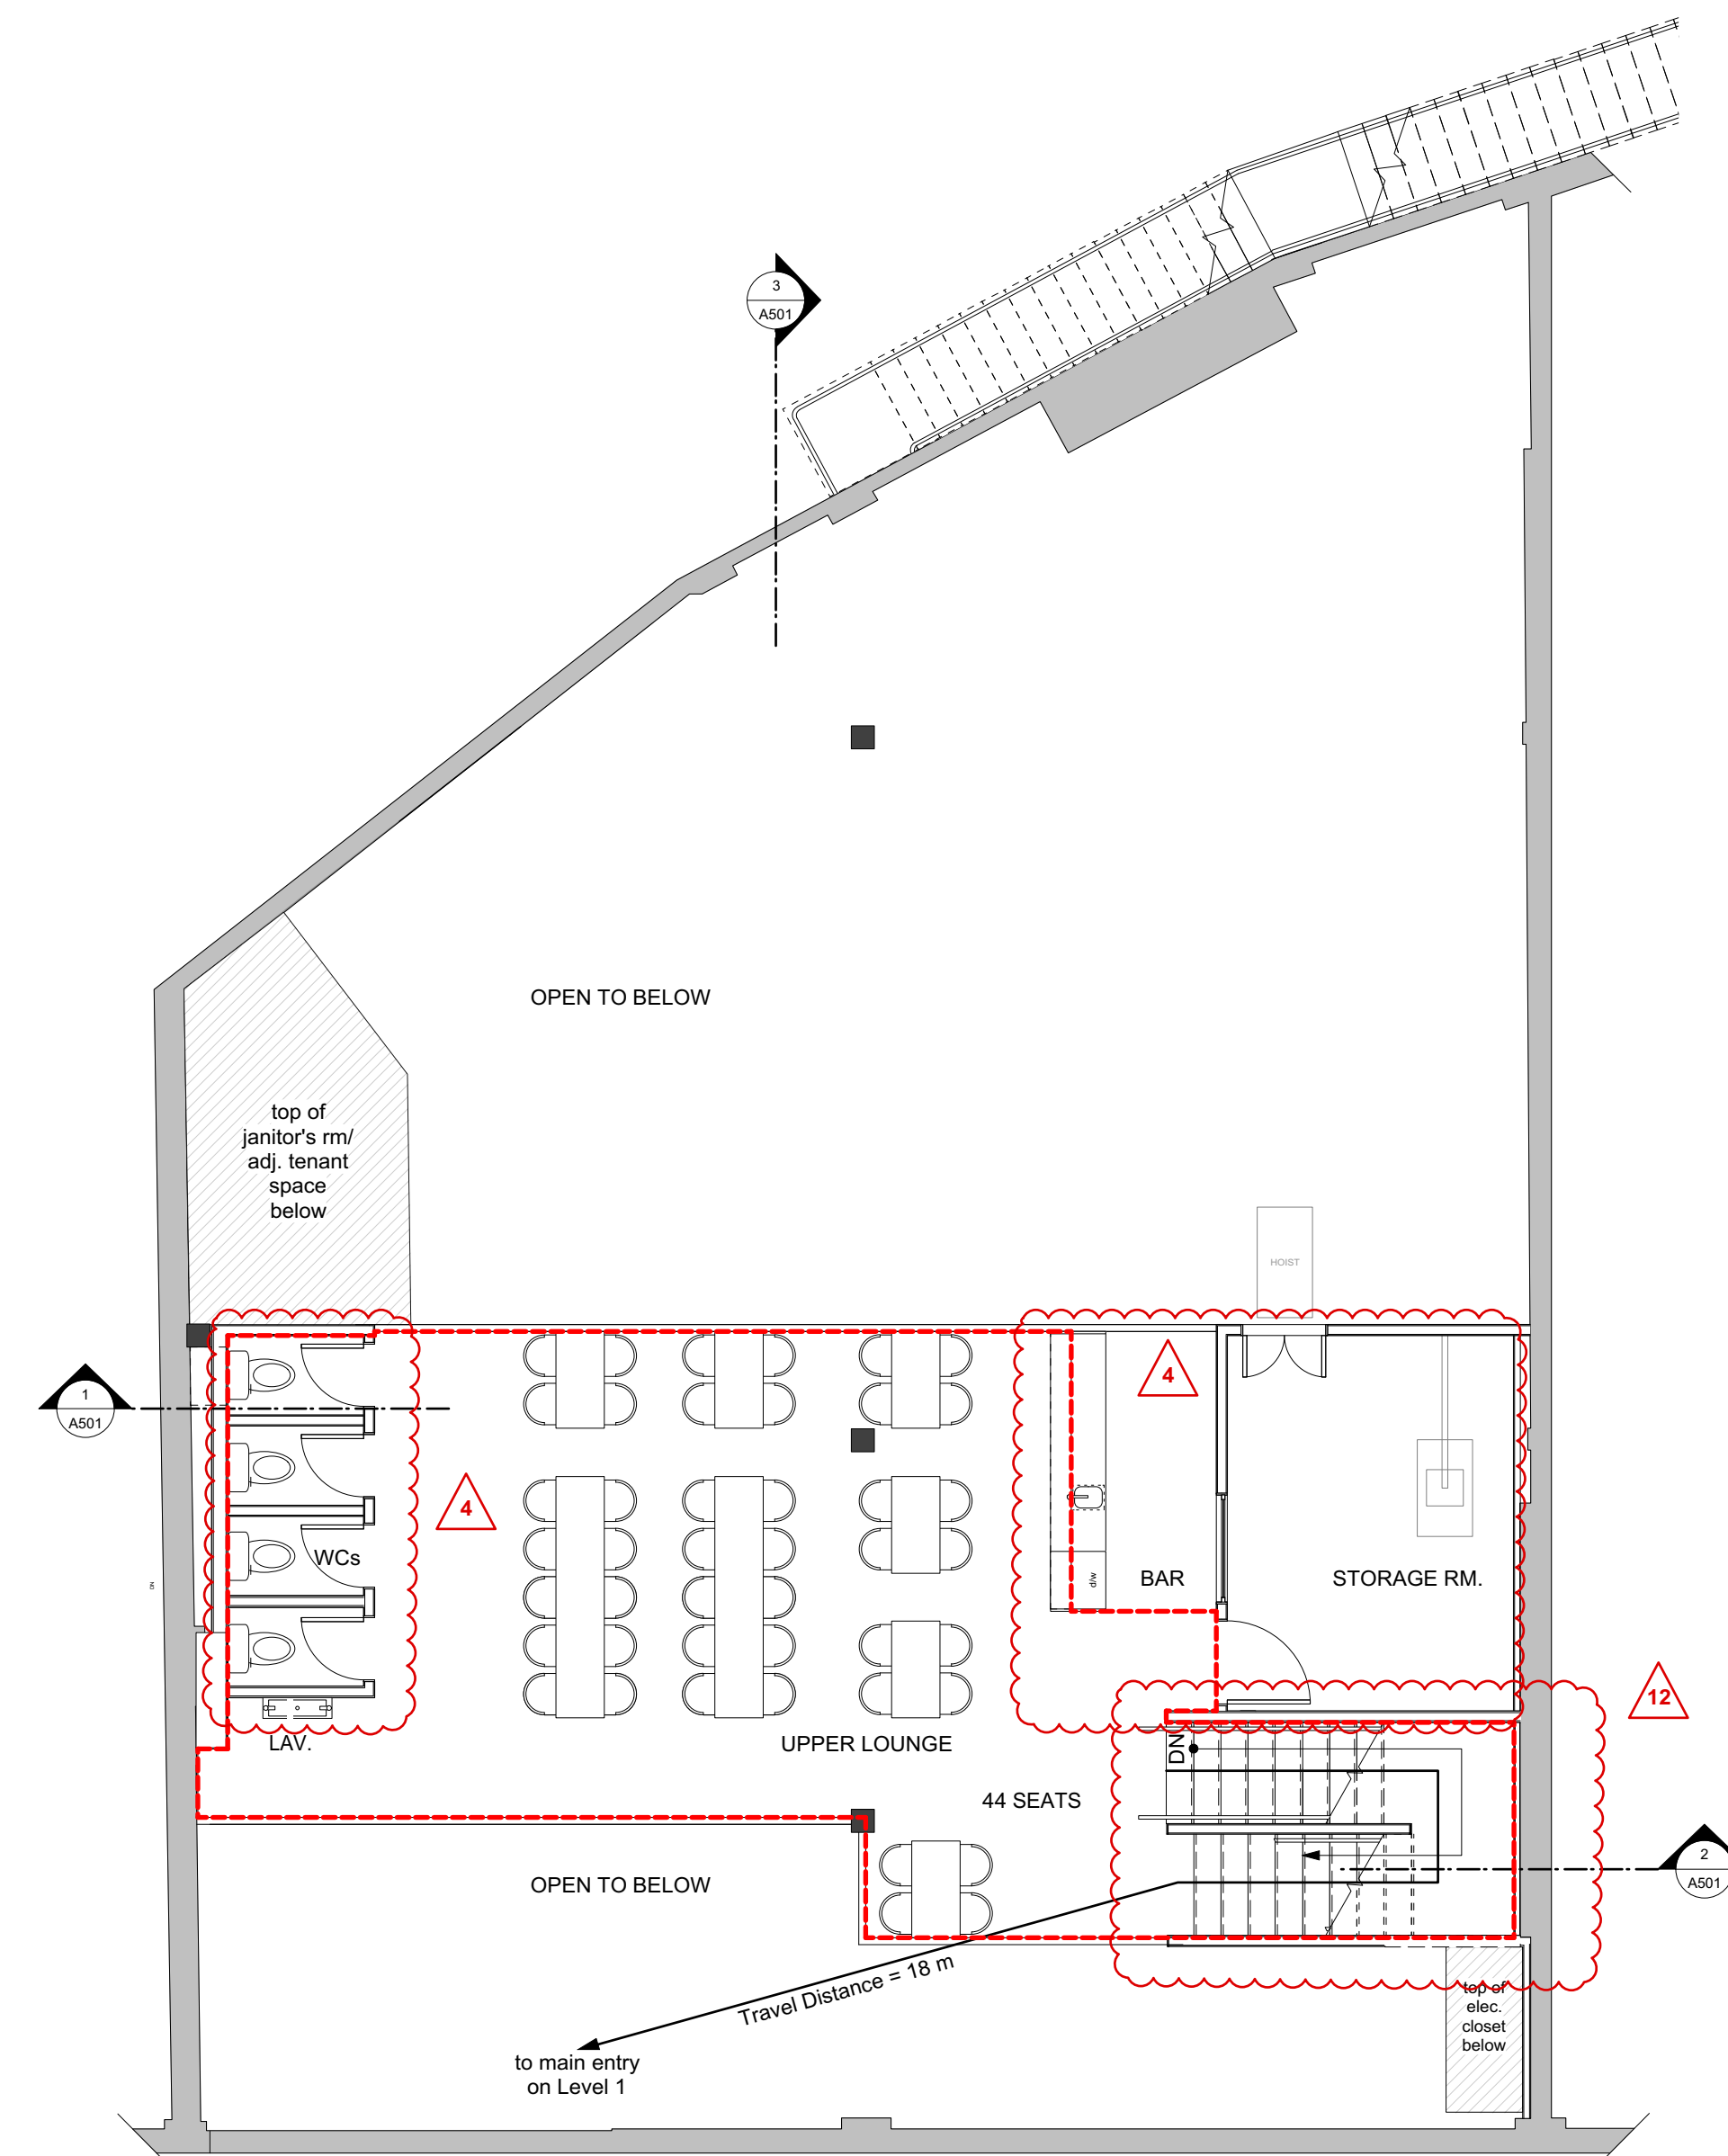 3
A501
OPEN TO BELOW
top of
janitor's rm/
adj. tenant
space
below
HOIST
4
1
A501
4
WCs
d/w
BAR
STORAGE RM.
DN
12
LAV.
UPPER LOUNGE
DN
44 SEATS
2
A501
OPEN TO BELOW
Travel Distance = 18 m
top of
elec.
closet
below
to main entry
on Level 1